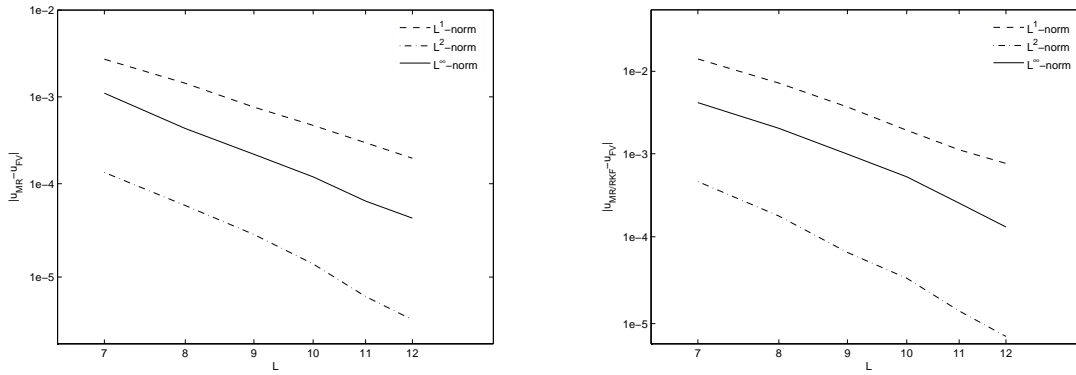 1e−2
1e−3
1e−4
1e−5
|u_MR−u_FV|
7 8 9 10 11 12
L
L^1−norm
L^2−norm
L^∞−norm
1e−2
1e−3
1e−4
1e−5
|u_MR/RKF−u_FV|
7 8 9 10 11 12
L
L^1−norm
L^2−norm
L^∞−norm